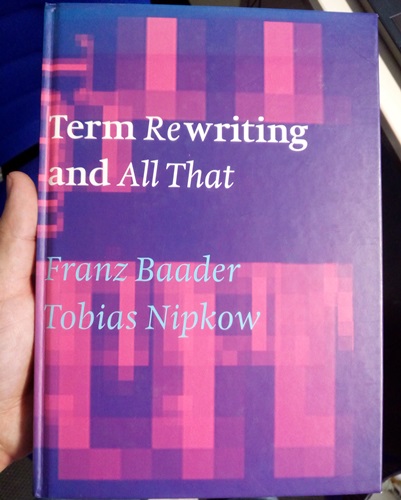 Term Rewriting
and All That
Franz Baader
Tobias Nipkow